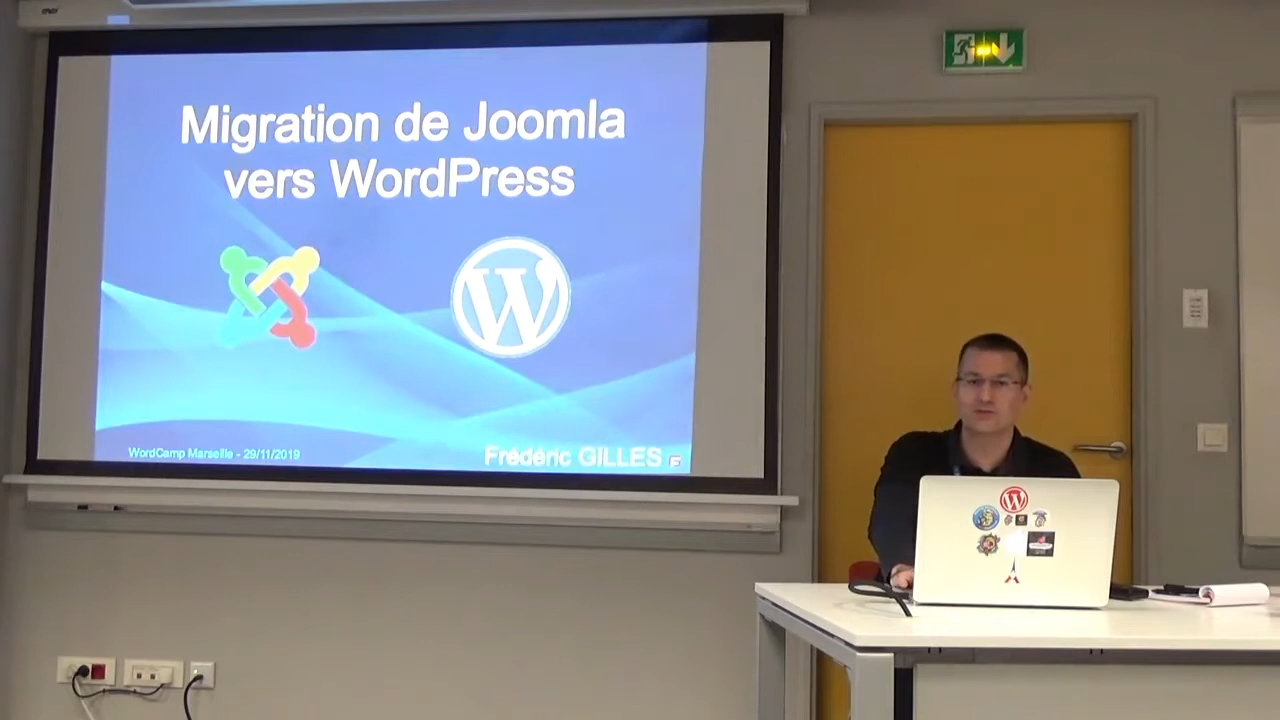 Migration de Joomla
vers WordPress
WordCamp Marseille - 29/11/2019
Frédéric GILLES